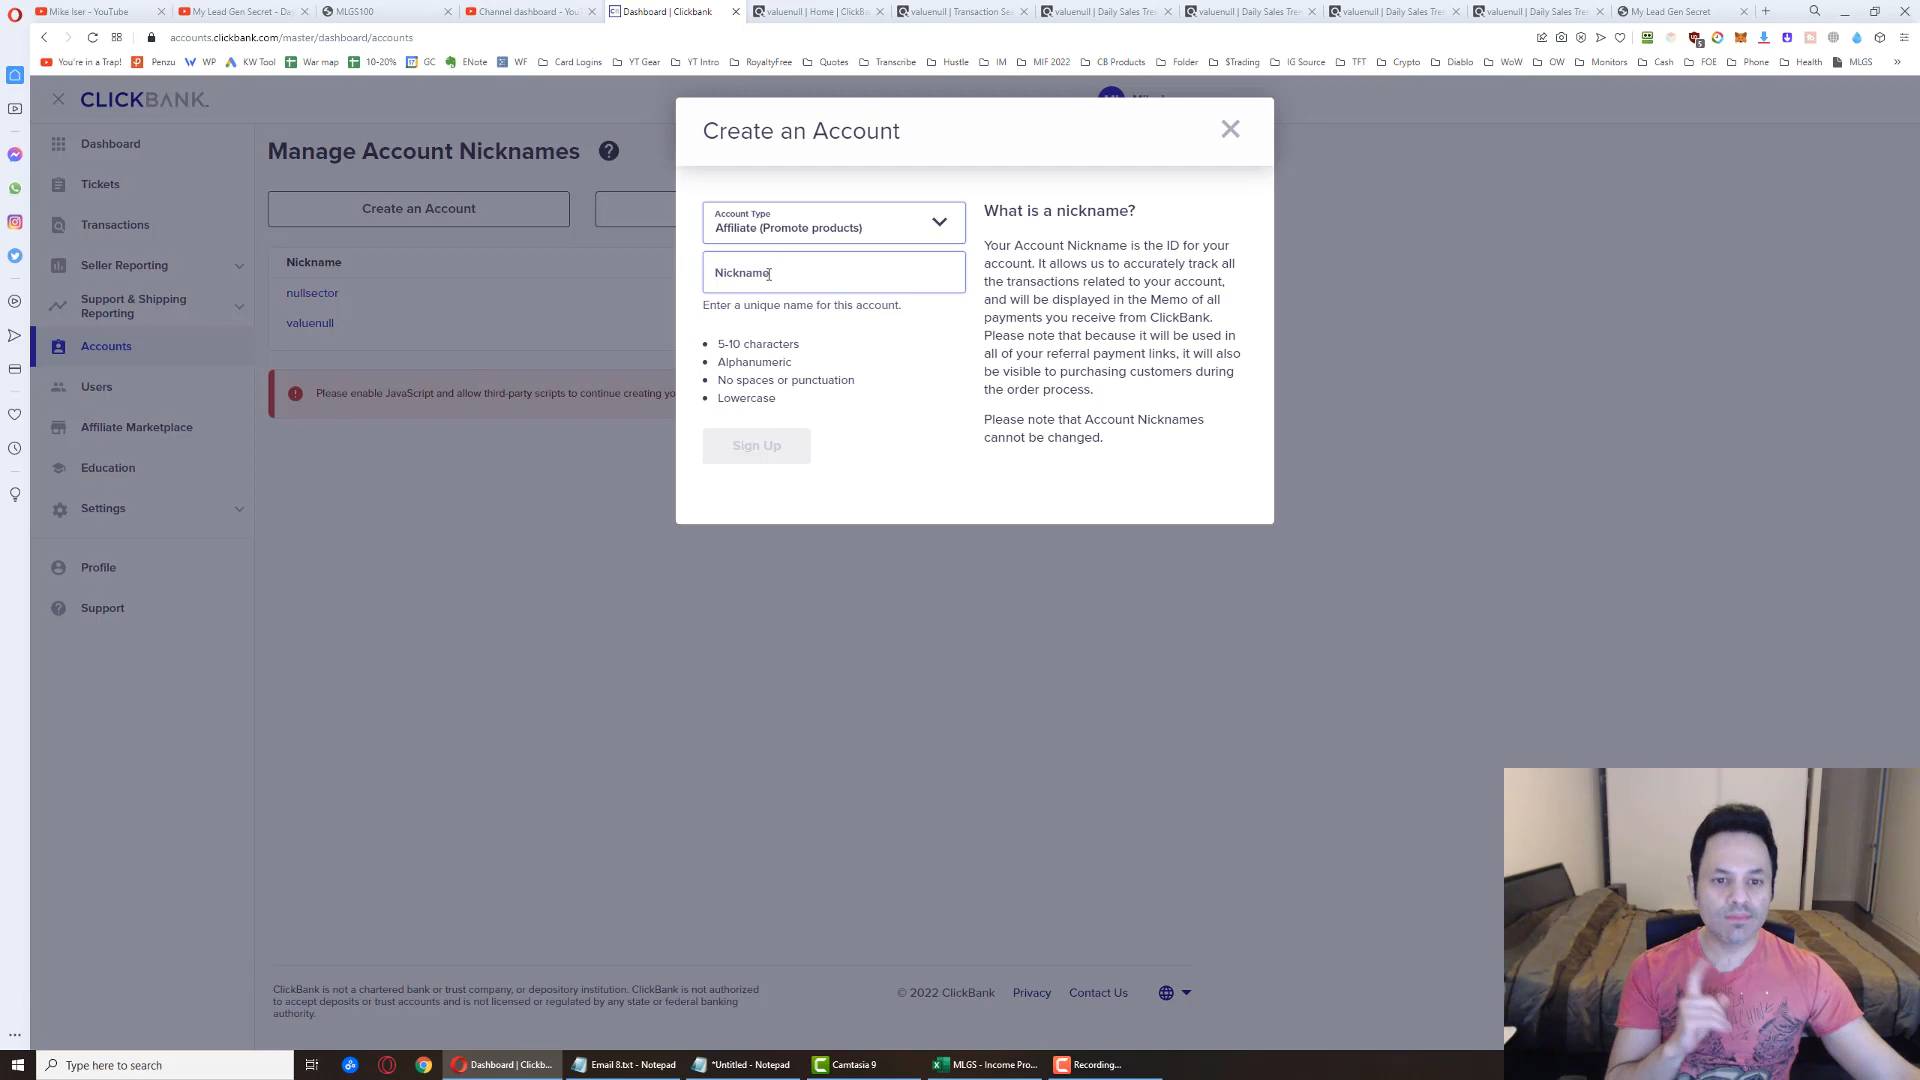 Mike Iser - YouTube
My Lead Gen Secret - Da
MLGS100
Channel dashboard - You
Dashboard | Clickbank
valuenull | Home | ClickBa
valuenull | Transaction Sea
valuenull | Daily Sales Tre
valuenull | Daily Sales Tre
valuenull | Daily Sales Tre
valuenull | Daily Sales Tre
My Lead Gen Secret
accounts.clickbank.com/master/dashboard/accounts
5
You're in a Trap!
Penzu
WP
KW Tool
War map
10-20%
GC
ENote
WF
Card Logins
YT Gear
YT Intro
RoyaltyFree
Quotes
Transcribe
Hustle
IM
MIF 2022
CB Products
Folder
$Trading
IG Source
TFT
Crypto
Diablo
WoW
OW
Monitors
Cash
FOE
Phone
Health
MLGS
CLICKBANK
Dashboard
Tickets
Transactions
Seller Reporting
Support & Shipping
Reporting
Accounts
Users
Affiliate Marketplace
Education
Settings
Profile
Support
Manage Account Nicknames
Create an Account
Nickname
nullsector
valuenull
Please enable JavaScript and allow third-party scripts to continue creating yo
Create an Account
Account Type
Affiliate (Promote products)
Nickname
Enter a unique name for this account.
• 5-10 characters
• Alphanumeric
• No spaces or punctuation
• Lowercase
Sign Up
What is a nickname?
Your Account Nickname is the ID for your
account. It allows us to accurately track all
the transactions related to your account,
and will be displayed in the Memo of all
payments you receive from ClickBank.
Please note that because it will be used in
all of your referral payment links, it will also
be visible to purchasing customers during
the order process.
Please note that Account Nicknames
cannot be changed.
ClickBank is not a chartered bank or trust company, or depository institution. ClickBank is not authorized
to accept deposits or trust accounts and is not licensed or regulated by any state or federal banking
authority.
© 2022 ClickBank
Privacy
Contact Us
Type here to search
Dashboard | Clickb...
Email 8.txt - Notepad
*Untitled - Notepad
Camtasia 9
MLGS - Income Pro...
Recording...